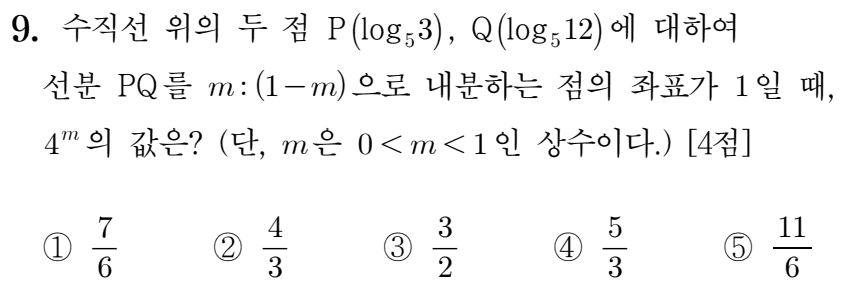 9. 수직선 위의 두 점 P(log₅3), Q(log₅12)에 대하여
선분 PQ를 m:(1-m)으로 내분하는 점의 좌표가 1일 때,
4ᵐ의 값은? (단, m은 0<m<1인 상수이다.) [4점]
① 7/6 ② 4/3 ③ 3/2 ④ 5/3 ⑤ 11/6